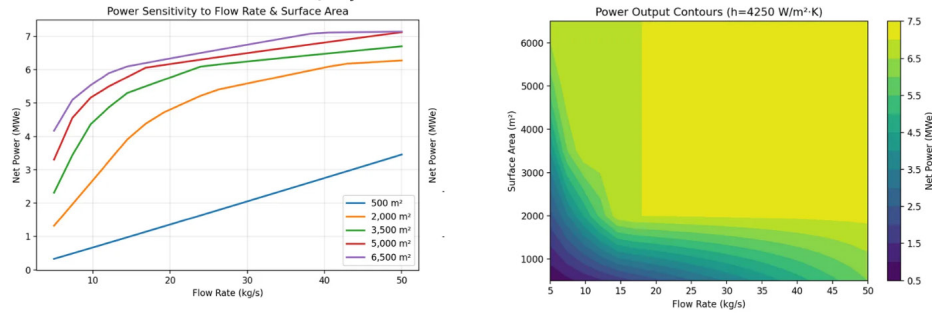 Power Sensitivity to Flow Rate & Surface Area
Net Power (MWe)
7
6
5
4
3
2
1
0
10
20
30
40
50
Flow Rate (kg/s)
500 m²
2,000 m²
3,500 m²
5,000 m²
6,500 m²
Net Power (MWe)
Power Output Contours (h=4250 W/m²·K)
Surface Area (m²)
6000
5000
4000
3000
2000
1000
5
10
15
20
25
30
35
40
45
50
Flow Rate (kg/s)
7.5
6.5
5.5
4.5
3.5
2.5
1.5
0.5
Net Power (MWe)